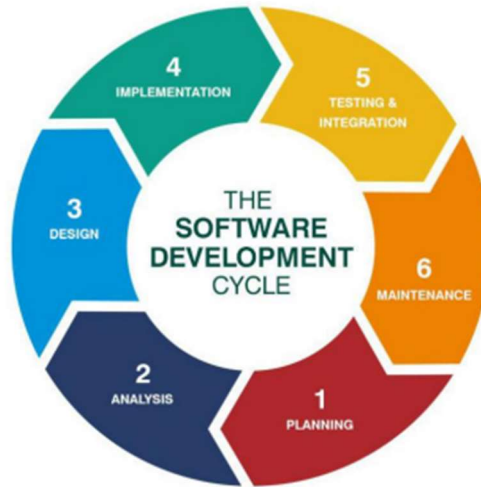 THE
SOFTWARE
DEVELOPMENT
CYCLE
1
PLANNING
2
ANALYSIS
3
DESIGN
4
IMPLEMENTATION
5
TESTING &
INTEGRATION
6
MAINTENANCE